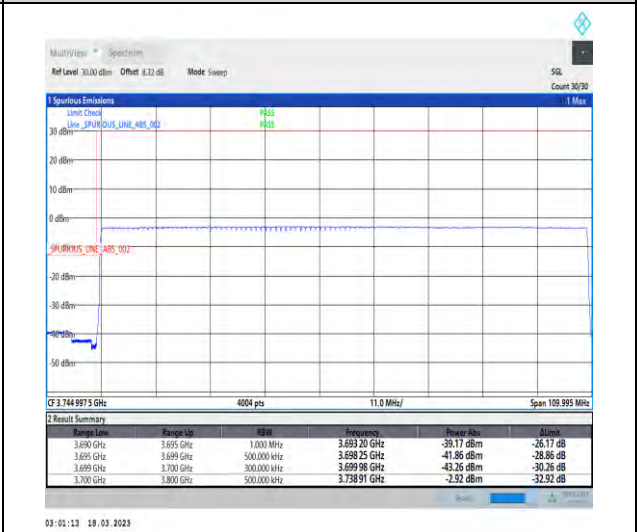 MultiView Spectrum
Ref Level 30.00 dBm Offset 8.32 dB Mode Sweep SGL
Count 30/30
1 Spurious Emissions 1 Max
Limit Check PASS
Line _SPURIOUS_LINE_ABS_002 PASS
30 dBm
20 dBm
10 dBm
0 dBm
_SPURIOUS_LINE_ABS_002
-20 dBm
-30 dBm
-40 dBm
-50 dBm
CF 3.744 997 5 GHz 4004 pts 11.0 MHz/ Span 109.995 MHz
2 Result Summary
Range Low Range Up RBW Frequency Power Abs ΔLimit
3.690 GHz 3.695 GHz 1.000 MHz 3.693 20 GHz -39.17 dBm -26.17 dB
3.695 GHz 3.699 GHz 500.000 kHz 3.698 25 GHz -41.86 dBm -28.86 dB
3.699 GHz 3.700 GHz 300.000 kHz 3.699 98 GHz -43.26 dBm -30.26 dB
3.700 GHz 3.800 GHz 500.000 kHz 3.738 91 GHz -2.92 dBm -32.92 dB
Ready
03:01:13 18.03.2023